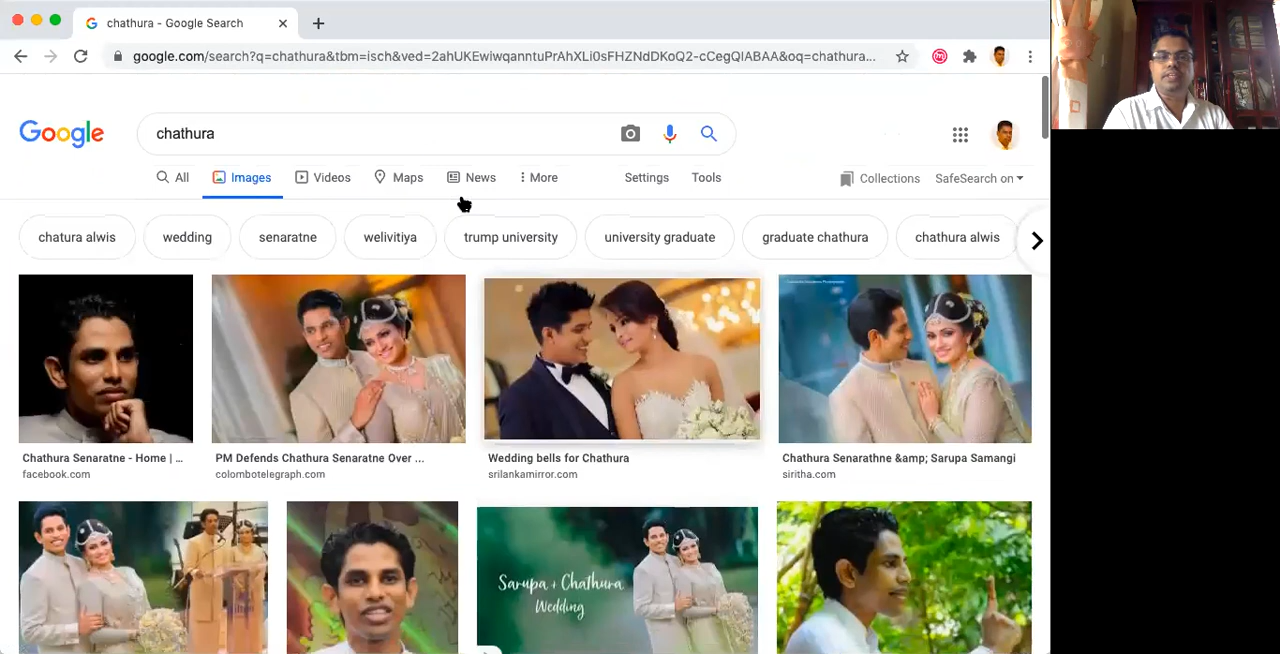 chathura - Google Search
google.com/search?q=chathura&tbm=isch&ved=2ahUKEwiwqanntuPrAhXLi0sFHZNdDKoQ2-cCegQIABAA&oq=chathura...
Google
chathura
All
Images
Videos
Maps
News
More
Settings
Tools
Collections
SafeSearch on
chatura alwis
wedding
senaratne
welivitiya
trump university
university graduate
graduate chathura
chathura alwis
Chathura Senaratne - Home | ...
facebook.com
PM Defends Chathura Senaratne Over ...
colombotelegraph.com
Wedding bells for Chathura
srilankamirror.com
Chathura Senarathne &amp; Sarupa Samangi
siritha.com
Sarupa + Chathura
Wedding